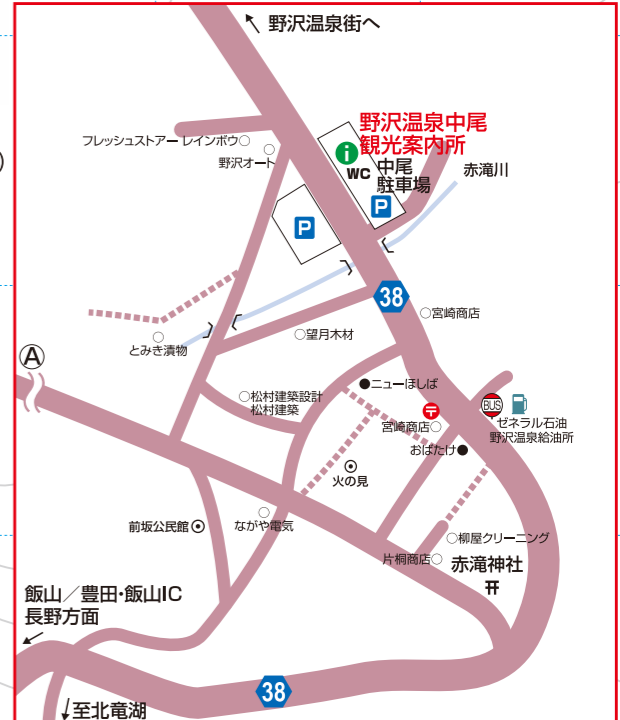 野沢温泉街へ
野沢温泉中尾
観光案内所
フレッシュストアー レインボウ
野沢オート
i
WC
中尾
駐車場
P
P
赤滝川
38
宮崎商店
望月木材
とみき漬物
A
ニューほしば
松村建築設計
松村建築
〒
宮崎商店
BUS
ゼネラル石油
野沢温泉給油所
おばたけ
火の見
前坂公民館
ながや電気
柳屋クリーニング
片桐商店
赤滝神社
飯山／豊田・飯山IC
長野方面
38
至北竜湖